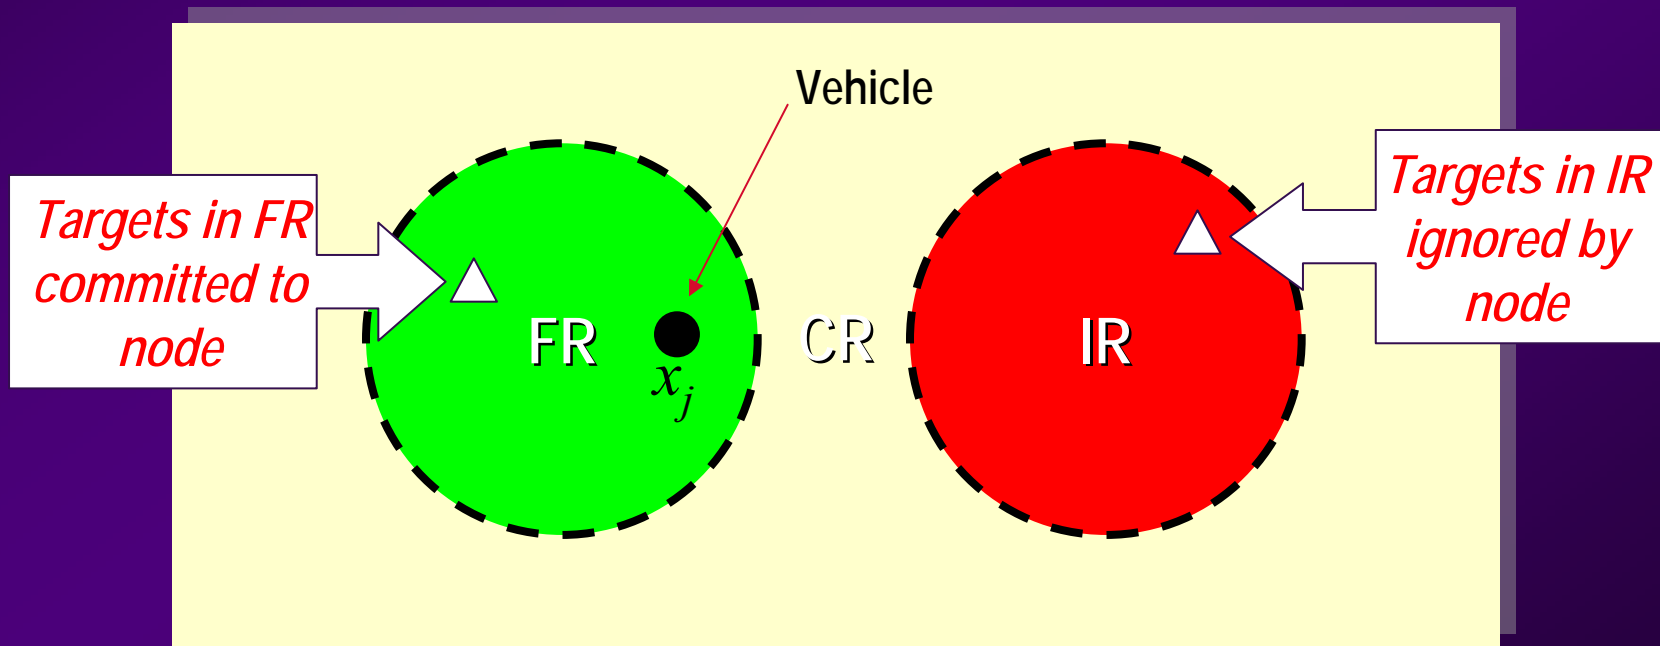 Vehicle
Targets in FR
committed to
node
Targets in IR
ignored by
node
FR
CR
IR
x_j